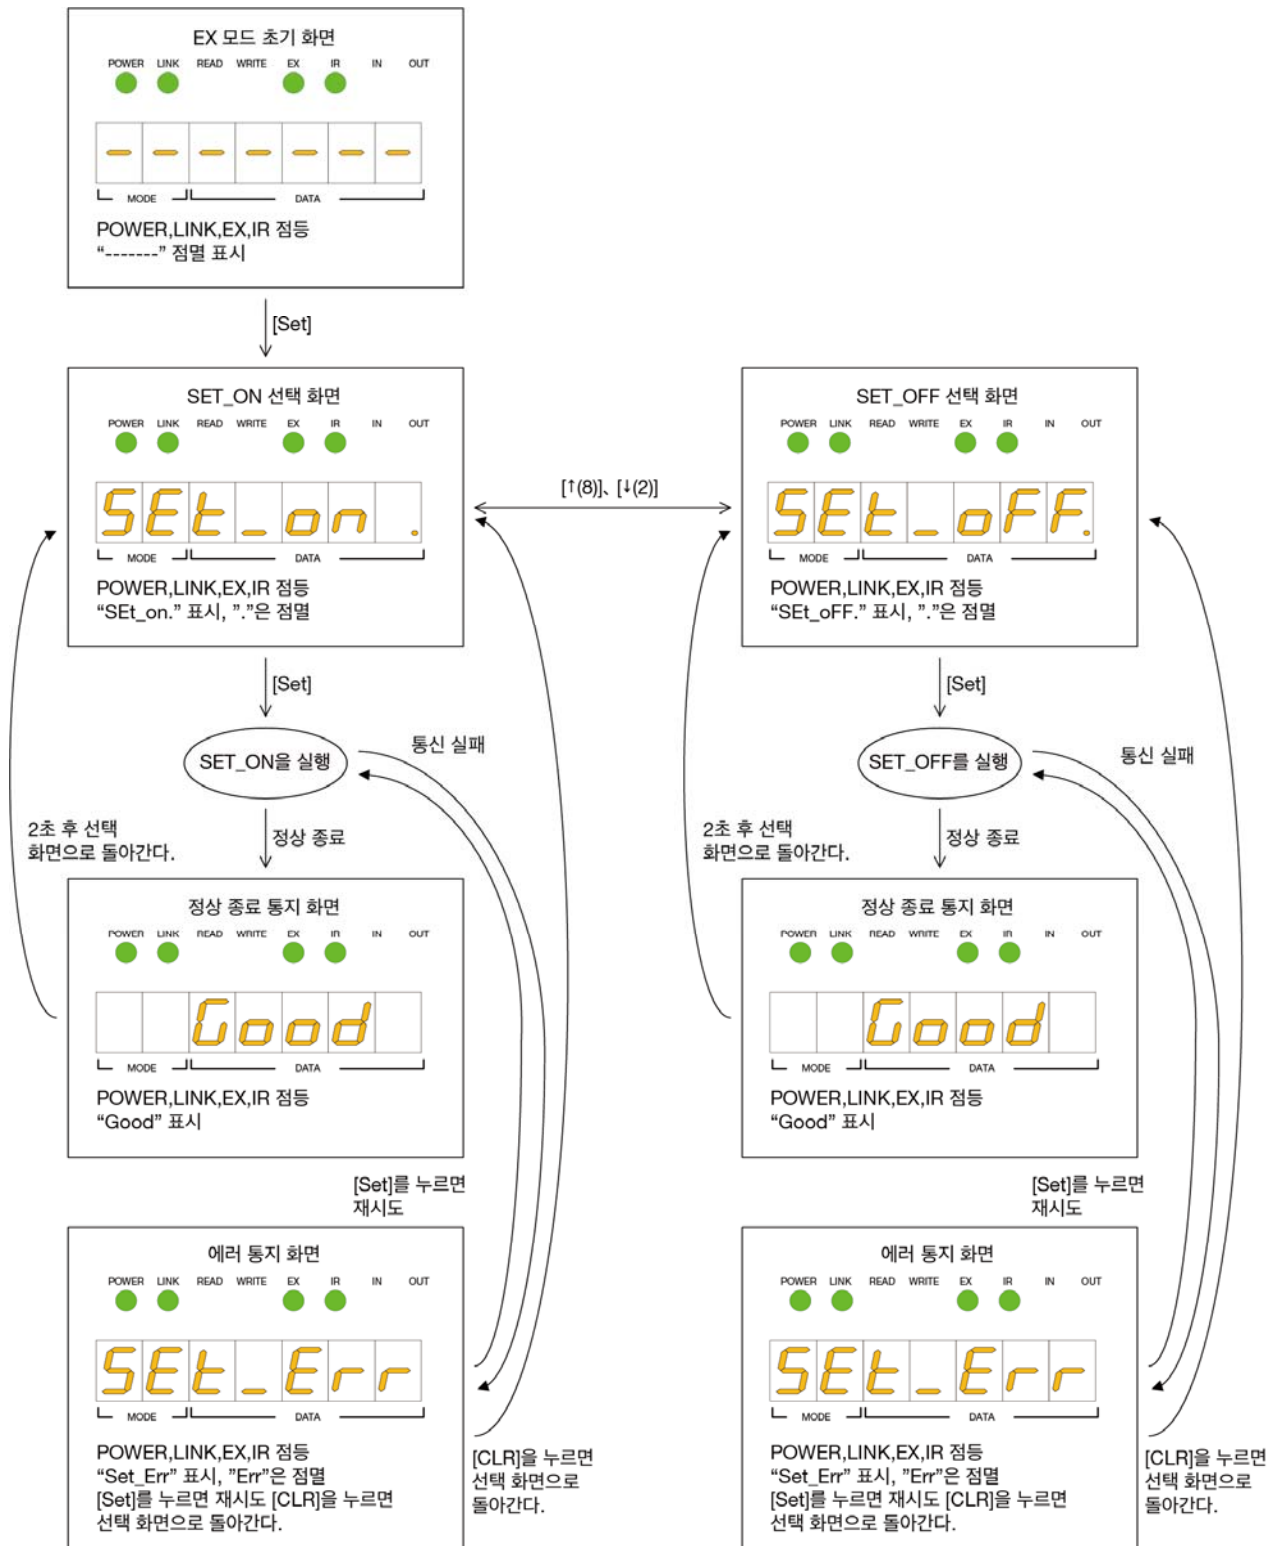 EX 모드 초기 화면
POWER LINK READ WRITE EX IR IN OUT
-------
MODE DATA
POWER,LINK,EX,IR 점등
“-------” 점멸 표시
[Set]
SET_ON 선택 화면
POWER LINK READ WRITE EX IR IN OUT
SEt_on .
MODE DATA
POWER,LINK,EX,IR 점등
“SEt_on.” 표시, ”.”은 점멸
[↑(8)]、[↓(2)]
SET_OFF 선택 화면
POWER LINK READ WRITE EX IR IN OUT
SEt_oFF.
MODE DATA
POWER,LINK,EX,IR 점등
“SEt_oFF.” 표시, ”.”은 점멸
[Set]
SET_ON을 실행
통신 실패
2초 후 선택
화면으로 돌아간다.
정상 종료
정상 종료 통지 화면
POWER LINK READ WRITE EX IR IN OUT
Good
MODE DATA
POWER,LINK,EX,IR 점등
“Good” 표시
[Set]를 누르면
재시도
에러 통지 화면
POWER LINK READ WRITE EX IR IN OUT
SEt_Err
MODE DATA
POWER,LINK,EX,IR 점등
“Set_Err” 표시, ”Err”은 점멸
[Set]를 누르면 재시도 [CLR]을 누르면
선택 화면으로 돌아간다.
[CLR]을 누르면
선택 화면으로
돌아간다.
[Set]
SET_OFF를 실행
통신 실패
2초 후 선택
화면으로 돌아간다.
정상 종료
정상 종료 통지 화면
POWER LINK READ WRITE EX IR IN OUT
Good
MODE DATA
POWER,LINK,EX,IR 점등
“Good” 표시
[Set]를 누르면
재시도
에러 통지 화면
POWER LINK READ WRITE EX IR IN OUT
SEt_Err
MODE DATA
POWER,LINK,EX,IR 점등
“Set_Err” 표시, ”Err”은 점멸
[Set]를 누르면 재시도 [CLR]을 누르면
선택 화면으로 돌아간다.
[CLR]을 누르면
선택 화면으로
돌아간다.